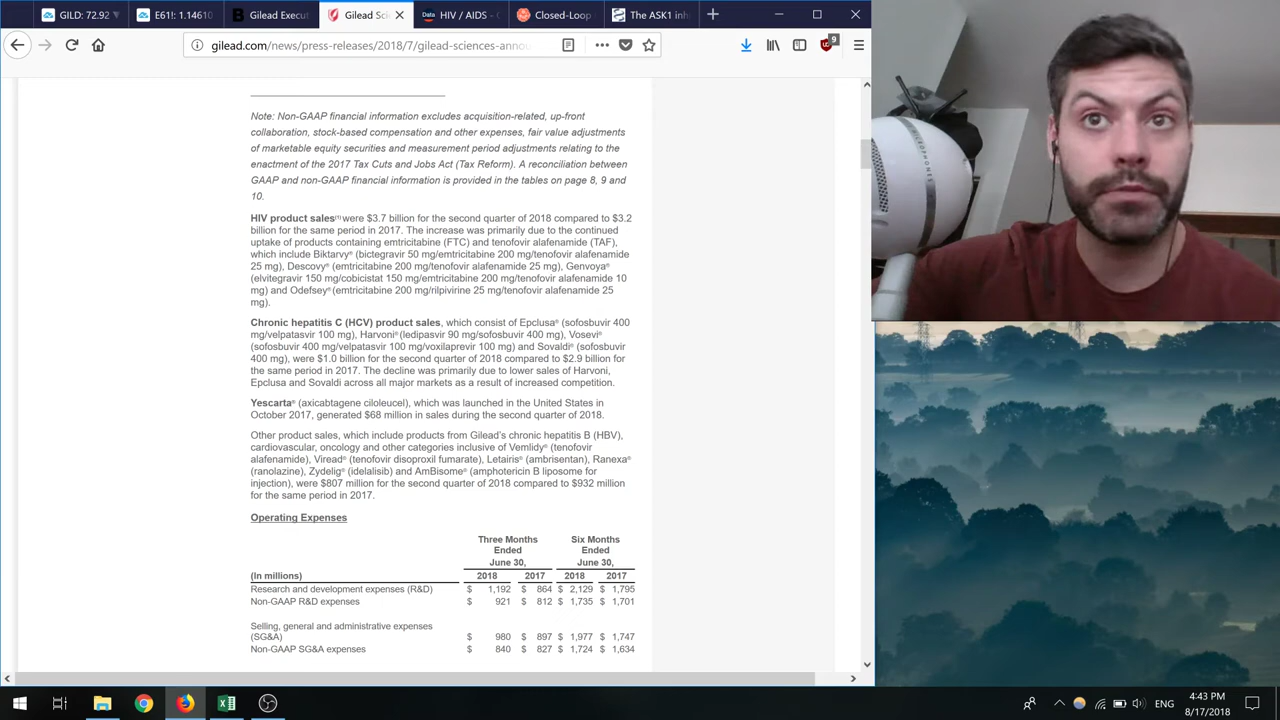 GILD: 72.92
E61!: 1.14610
Gilead Execut
Gilead Sci
HIV / AIDS -
Closed-Loop
The ASK1 inh
gilead.com/news/press-releases/2018/7/gilead-sciences-annou
9
Note: Non-GAAP financial information excludes acquisition-related, up-front
collaboration, stock-based compensation and other expenses, fair value adjustments
of marketable equity securities and measurement period adjustments relating to the
enactment of the 2017 Tax Cuts and Jobs Act (Tax Reform). A reconciliation between
GAAP and non-GAAP financial information is provided in the tables on page 8, 9 and
10.
HIV product sales(1) were $3.7 billion for the second quarter of 2018 compared to $3.2
billion for the same period in 2017. The increase was primarily due to the continued
uptake of products containing emtricitabine (FTC) and tenofovir alafenamide (TAF),
which include Biktarvy® (bictegravir 50 mg/emtricitabine 200 mg/tenofovir alafenamide
25 mg), Descovy® (emtricitabine 200 mg/tenofovir alafenamide 25 mg), Genvoya®
(elvitegravir 150 mg/cobicistat 150 mg/emtricitabine 200 mg/tenofovir alafenamide 10
mg) and Odefsey® (emtricitabine 200 mg/rilpivirine 25 mg/tenofovir alafenamide 25
mg).
Chronic hepatitis C (HCV) product sales, which consist of Epclusa® (sofosbuvir 400
mg/velpatasvir 100 mg), Harvoni® (ledipasvir 90 mg/sofosbuvir 400 mg), Vosevi®
(sofosbuvir 400 mg/velpatasvir 100 mg/voxilaprevir 100 mg) and Sovaldi® (sofosbuvir
400 mg), were $1.0 billion for the second quarter of 2018 compared to $2.9 billion for
the same period in 2017. The decline was primarily due to lower sales of Harvoni,
Epclusa and Sovaldi across all major markets as a result of increased competition.
Yescarta® (axicabtagene ciloleucel), which was launched in the United States in
October 2017, generated $68 million in sales during the second quarter of 2018.
Other product sales, which include products from Gilead's chronic hepatitis B (HBV),
cardiovascular, oncology and other categories inclusive of Vemlidy® (tenofovir
alafenamide), Viread® (tenofovir disoproxil fumarate), Letairis® (ambrisentan), Ranexa®
(ranolazine), Zydelig® (idelalisib) and AmBisome® (amphotericin B liposome for
injection), were $807 million for the second quarter of 2018 compared to $932 million
for the same period in 2017.
Operating Expenses
Three Months Six Months
Ended Ended
June 30, June 30,
(In millions) 2018 2017 2018 2017
Research and development expenses (R&D) $ 1,192 $ 864 $ 2,129 $ 1,795
Non-GAAP R&D expenses $ 921 $ 812 $ 1,735 $ 1,701
Selling, general and administrative expenses
(SG&A) $ 980 $ 897 $ 1,977 $ 1,747
Non-GAAP SG&A expenses $ 840 $ 827 $ 1,724 $ 1,634
ENG
4:43 PM
8/17/2018